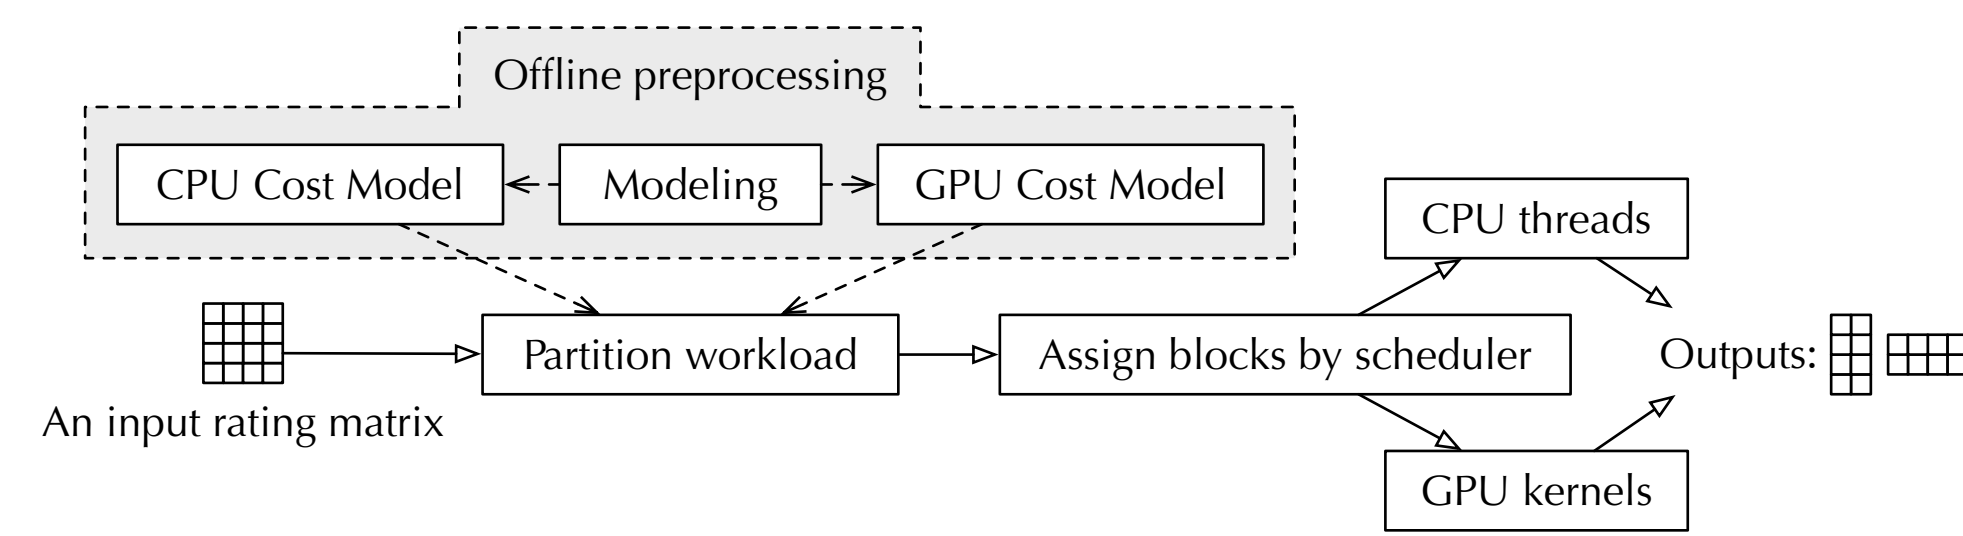 Offline preprocessing
CPU Cost Model
Modeling
GPU Cost Model
CPU threads
Partition workload
Assign blocks by scheduler
Outputs:
An input rating matrix
GPU kernels